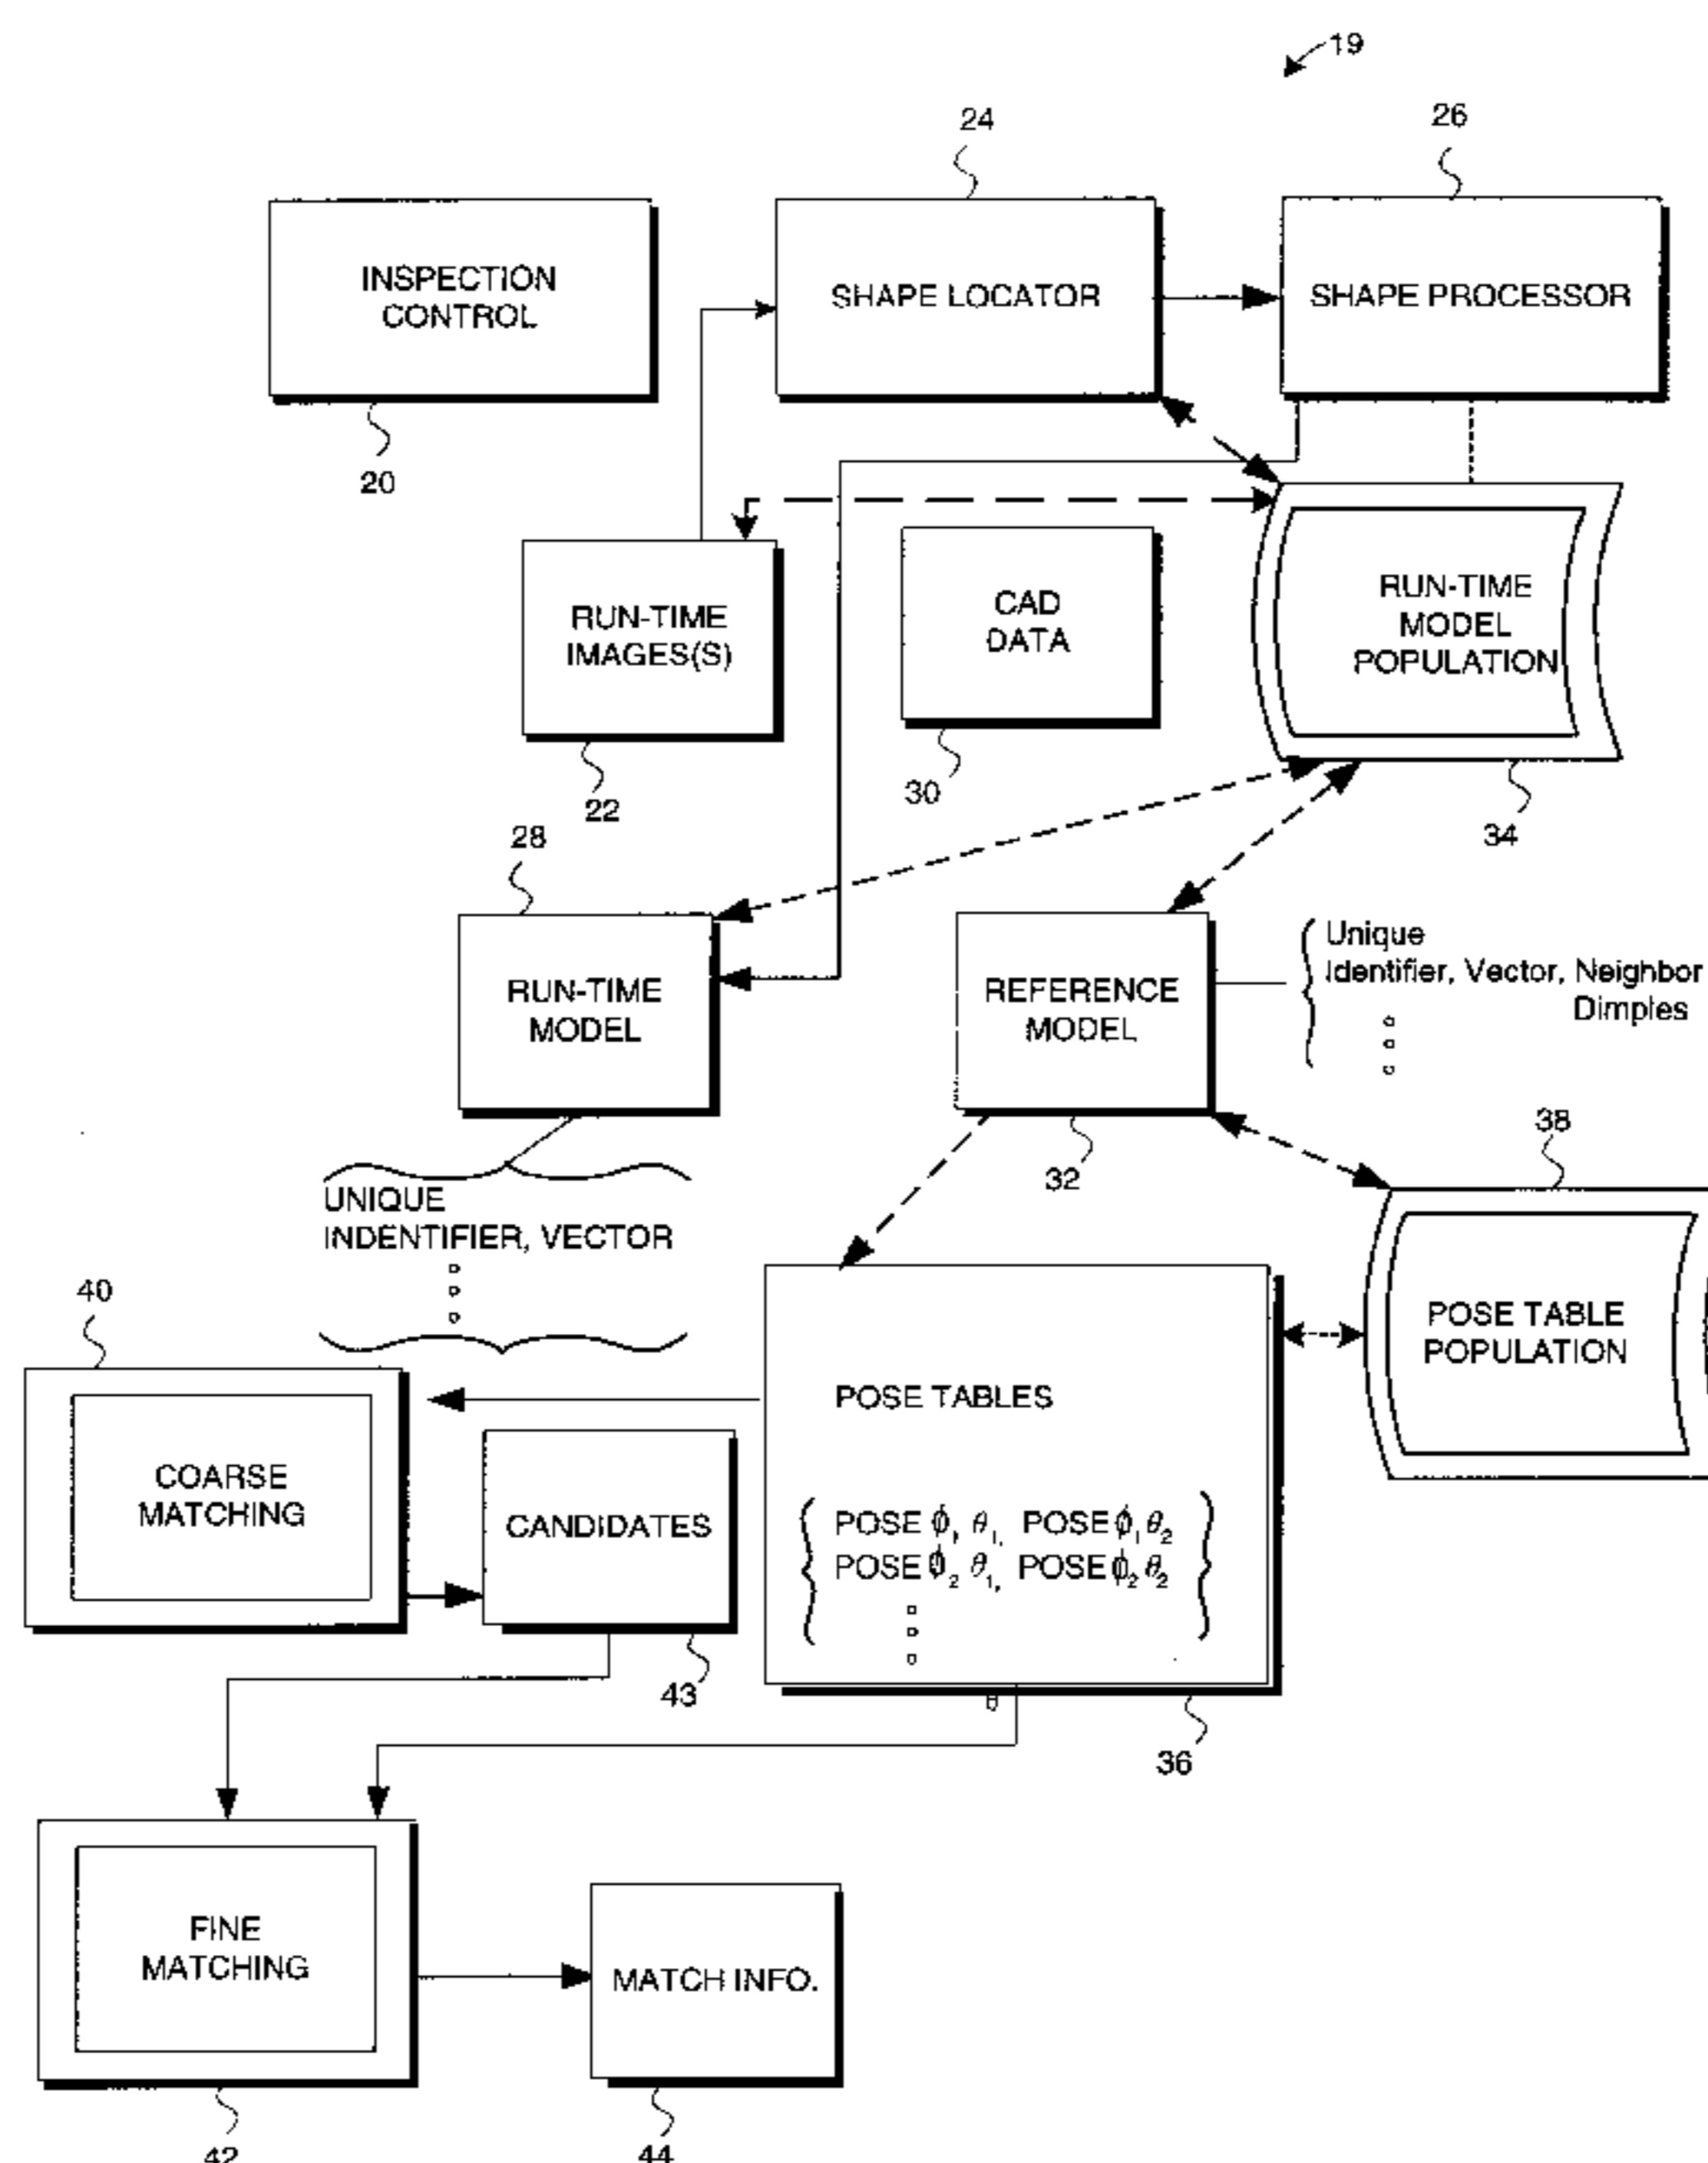 19
24
26
INSPECTION
CONTROL
SHAPE LOCATOR
SHAPE PROCESSOR
20
RUN-TIME
IMAGES(S)
CAD
DATA
RUN-TIME
MODEL
POPULATION
22
30
34
28
RUN-TIME
MODEL
REFERENCE
MODEL
Unique
Identifier, Vector, Neighbor
Dimples
32
38
UNIQUE
INDENTIFIER, VECTOR
40
POSE TABLES
POSE TABLE
POPULATION
COARSE
MATCHING
CANDIDATES
POSE ϕ₁ θ₁, POSE ϕ₁ θ₂
POSE ϕ₂ θ₁, POSE ϕ₂ θ₂
43
θ
36
FINE
MATCHING
MATCH INFO.
42
44